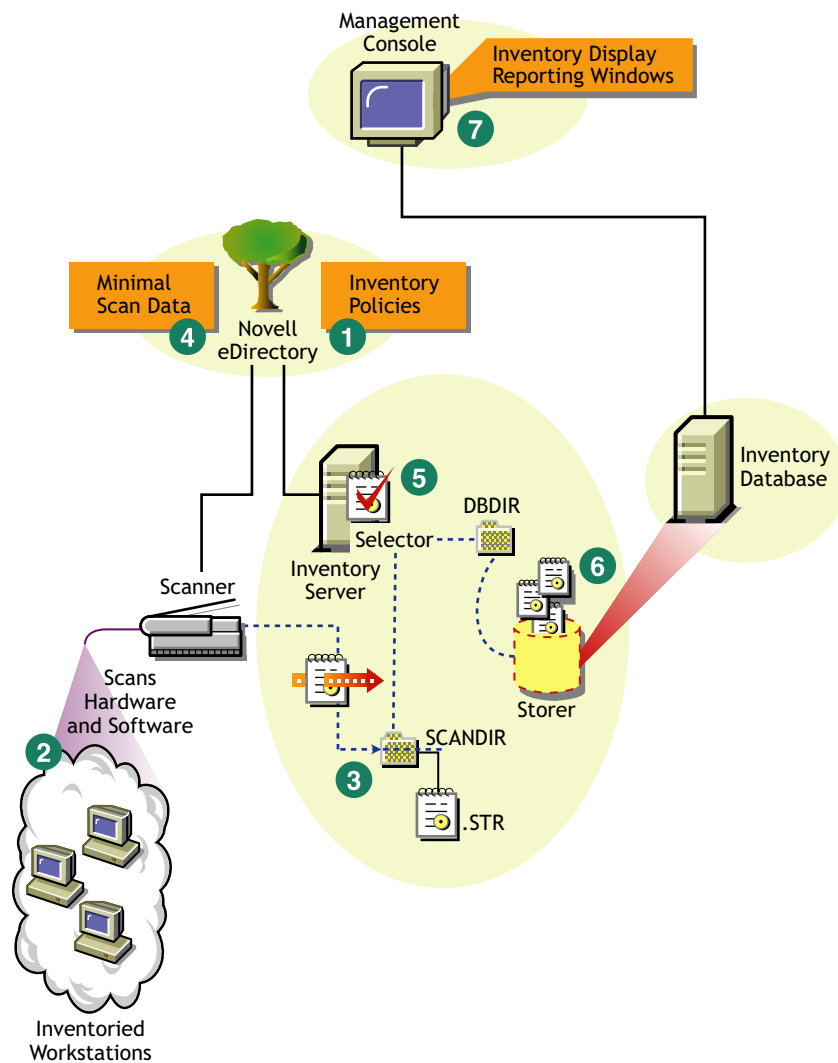 Management
Console
Inventory Display
Reporting Windows
7
Minimal
Scan Data
4
Novell
eDirectory
Inventory
Policies
1
5
Selector
Inventory
Server
DBDIR
Inventory
Database
6
Storer
Scanner
Scans
Hardware
and Software
2
SCANDIR
3
.STR
Inventoried
Workstations